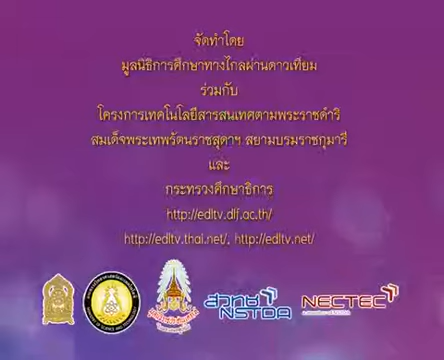 จัดทำโดย
มูลนิธิการศึกษาทางไกลผ่านดาวเทียม
ร่วมกับ
โครงการเทคโนโลยีสารสนเทศตามพระราชดำริ
สมเด็จพระเทพรัตนราชสุดาฯ สยามบรมราชกุมารี
และ
กระทรวงศึกษาธิการ
http://edltv.dlf.ac.th/
http://edltv.thai.net/, http://edltv.net/
สวทช NECTEC
NSTDA